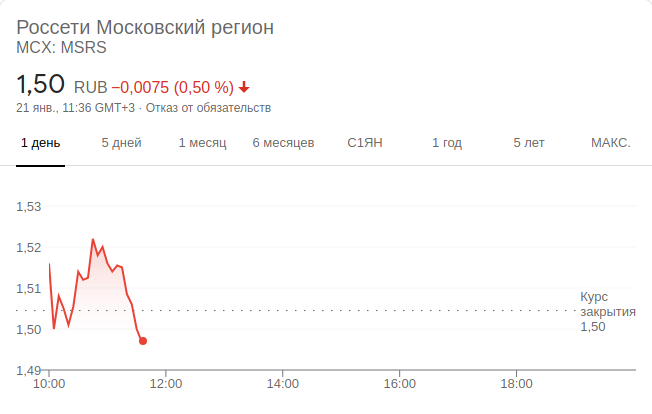 Россети Московский регион
MCX: MSRS
1,50 RUB −0,0075 (0,50 %)
21 янв., 11:36 GMT+3 · Отказ от обязательств
1 день 5 дней 1 месяц 6 месяцев С1ЯН 1 год 5 лет МАКС.
1,53
1,52
1,51
Курс
закрытия
1,50
1,50
1,49
10:00 12:00 14:00 16:00 18:00